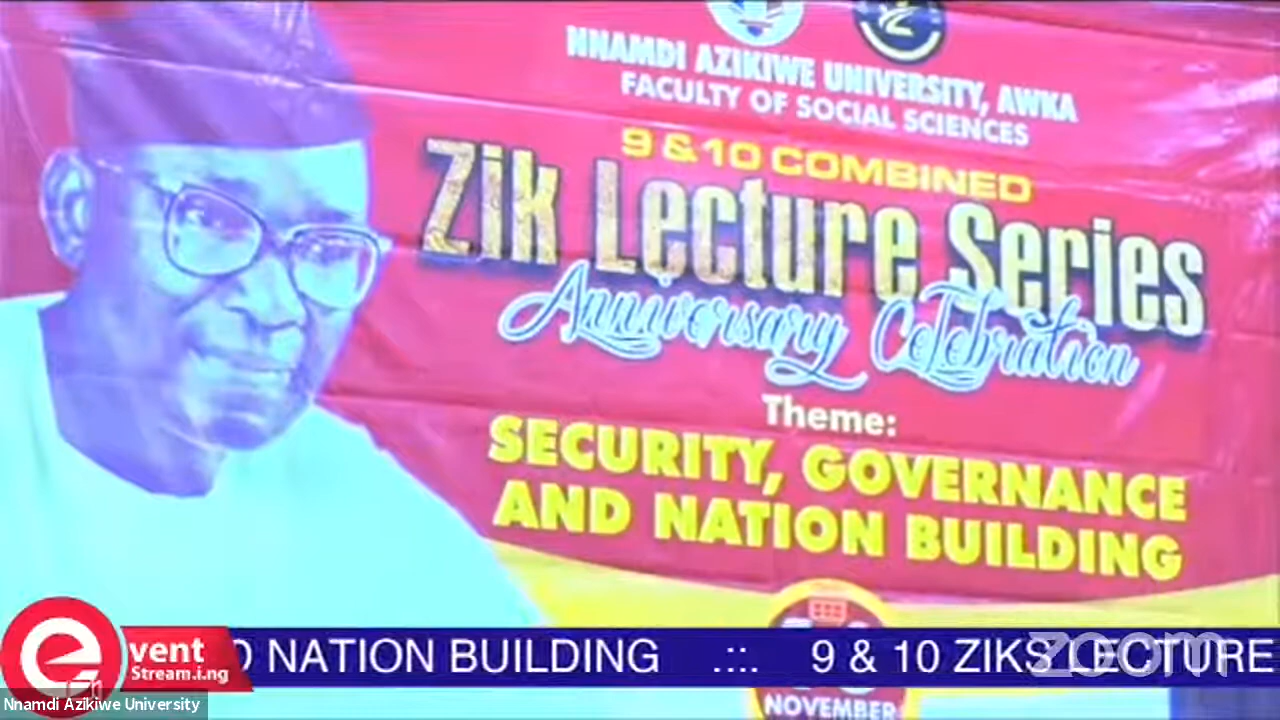 NNAMDI AZIKIWE UNIVERSITY, AWKA
FACULTY OF SOCIAL SCIENCES
9 & 10 COMBINED
Zik Lecture Series
Anniversary Celebration
Theme:
SECURITY, GOVERNANCE
AND NATION BUILDING
NOVEMBER
event
Stream.i.ng
D NATION BUILDING .::. 9 & 10 ZIKS LECTURE
zoom
Nnamdi Azikiwe University